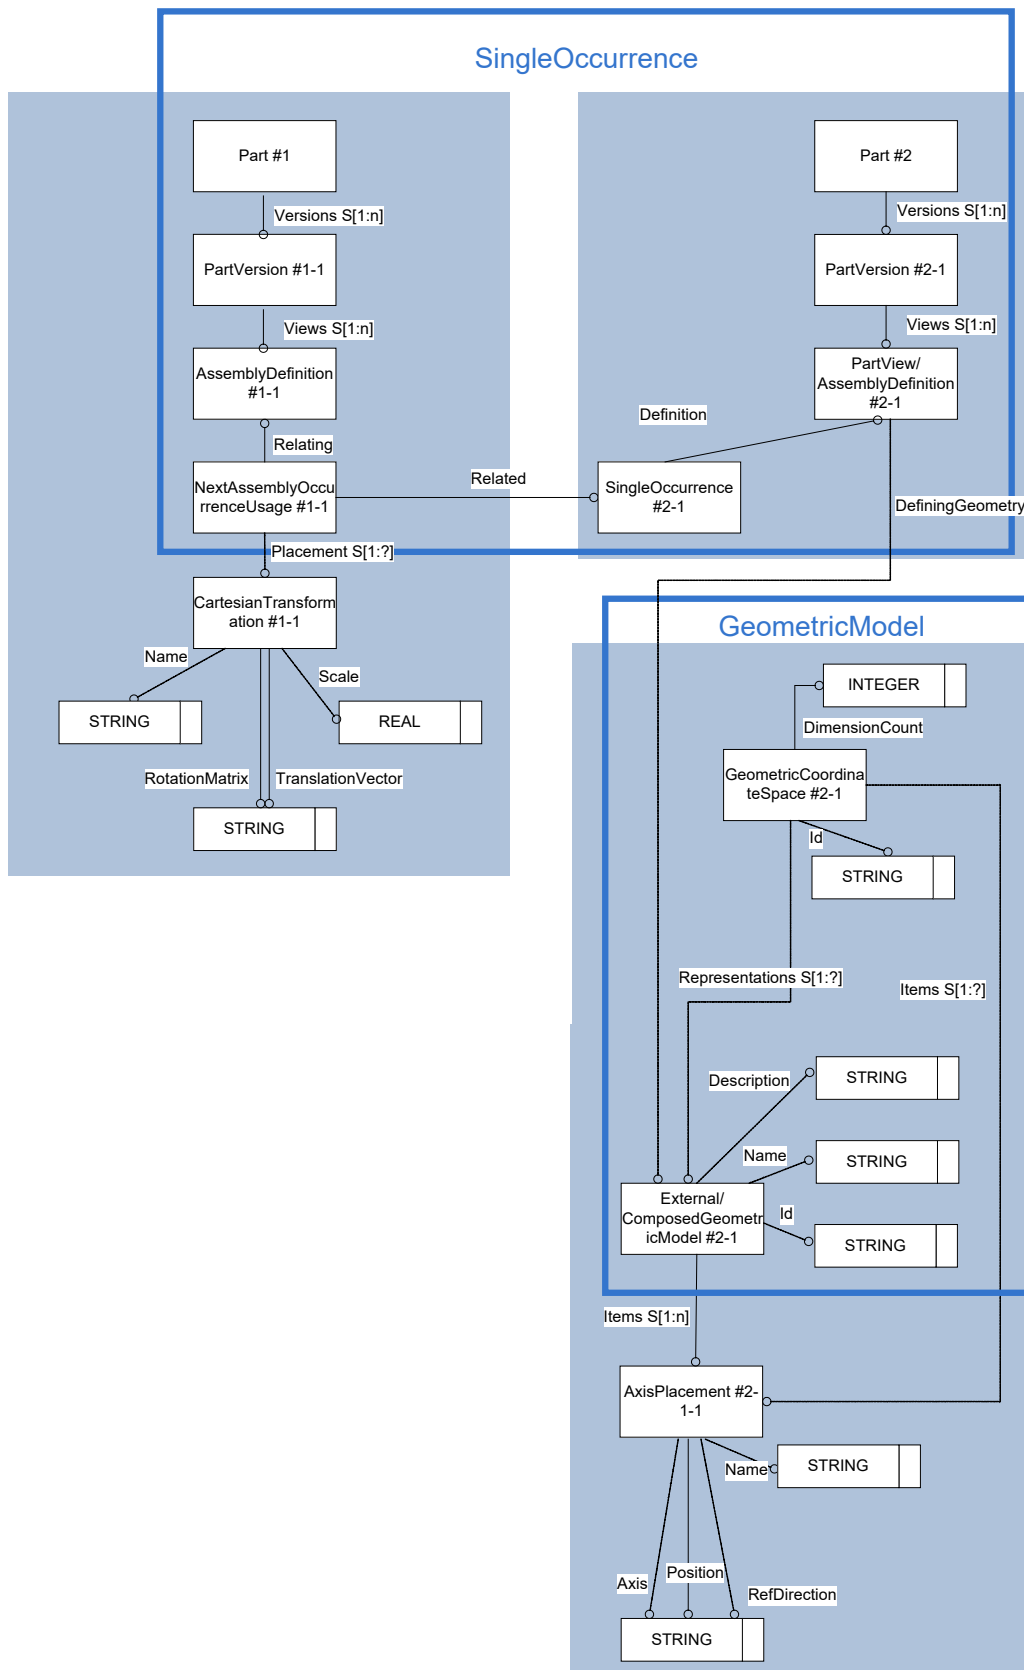 SingleOccurrence
Part #1
Versions S[1:n]
PartVersion #1-1
Views S[1:n]
AssemblyDefinition
#1-1
Relating
NextAssemblyOccu
rrenceUsage #1-1
Related
Placement S[1:?]
CartesianTransform
ation #1-1
Name
Scale
STRING
REAL
RotationMatrix
TranslationVector
STRING
Part #2
Versions S[1:n]
PartVersion #2-1
Views S[1:n]
PartView/
AssemblyDefinition
#2-1
Definition
SingleOccurrence
#2-1
DefiningGeometry
GeometricModel
INTEGER
DimensionCount
GeometricCoordina
teSpace #2-1
Id
STRING
Representations S[1:?]
Items S[1:?]
Description
STRING
Name
STRING
External/
ComposedGeometr
icModel #2-1
Id
STRING
Items S[1:n]
AxisPlacement #2-
1-1
Name
STRING
Axis
Position
RefDirection
STRING